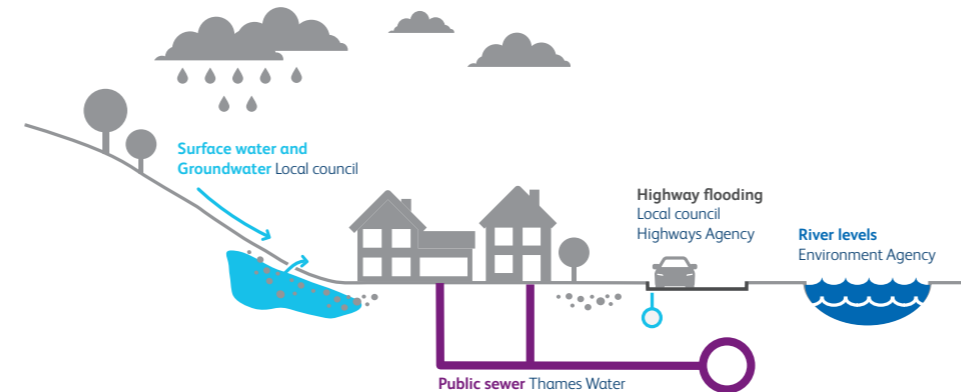 Surface water and
Groundwater Local council
Highway flooding
Local council
Highways Agency
River levels
Environment Agency
Public sewer Thames Water